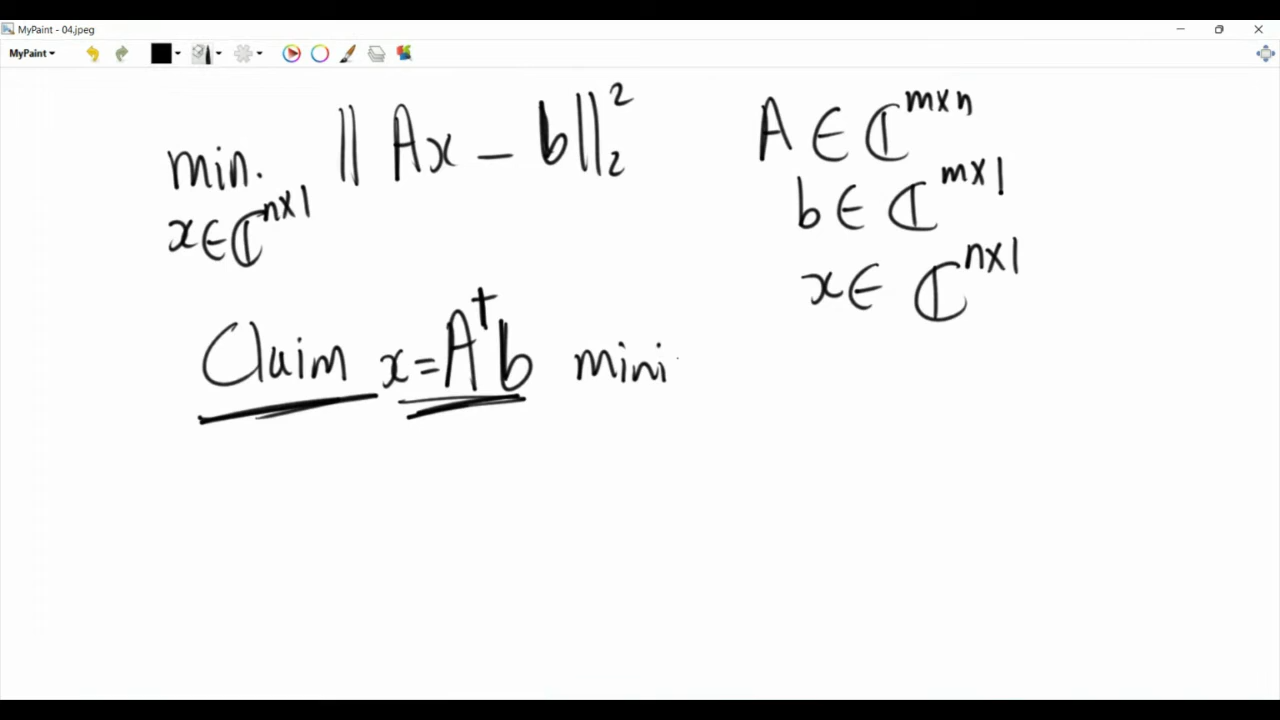 MyPaint - 04.jpeg
MyPaint
min. || Ax - b ||₂²
x ∈ ℂⁿˣ¹
A ∈ ℂᵐˣⁿ
b ∈ ℂᵐˣ¹
x ∈ ℂⁿˣ¹
Claim x = A†b mini